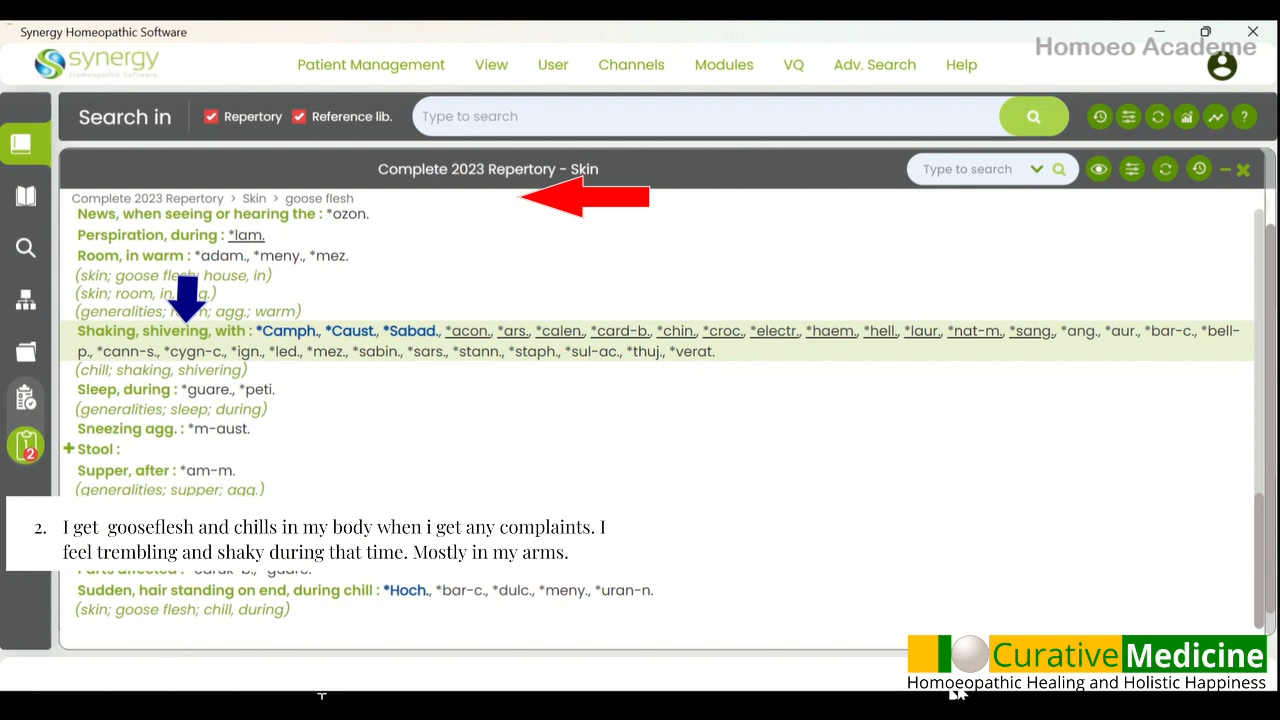 Synergy Homeopathic Software
Homoeo Academe
synergy
Homeopathic Software
Patient Management View User Channels Modules VQ Adv. Search Help
Search in Repertory Reference lib. Type to search
Complete 2023 Repertory - Skin Type to search
Complete 2023 Repertory > Skin > goose flesh
News, when seeing or hearing the : *ozon.
Perspiration, during : *lam.
Room, in warm : *adam., *meny., *mez.
(skin; goose flesh; house, in)
(skin; room, in,
(generalities; agg.; warm)
Shaking, shivering, with : *Camph., *Caust., *Sabad., *acon., *ars., *calen., *card-b., *chin., *croc., *electr., *haem., *hell., *laur., *nat-m., *sang., *ang., *aur., *bar-c., *bell-
p., *cann-s., *cygn-c., *ign., *led., *mez., *sabin., *sars., *stann., *staph., *sul-ac., *thuj., *verat.
(chill; shaking, shivering)
Sleep, during : *guare., *peti.
(generalities; sleep; during)
Sneezing agg. : *m-aust.
+ Stool :
Supper, after : *am-m.
(generalities; supper; agg.)
2
2. I get gooseflesh and chills in my body when i get any complaints. I
feel trembling and shaky during that time. Mostly in my arms.
Sudden, hair standing on end, during chill : *Hoch., *bar-c., *dulc., *meny., *uran-n.
(skin; goose flesh; chill, during)
Curative Medicine
Homoeopathic Healing and Holistic Happiness